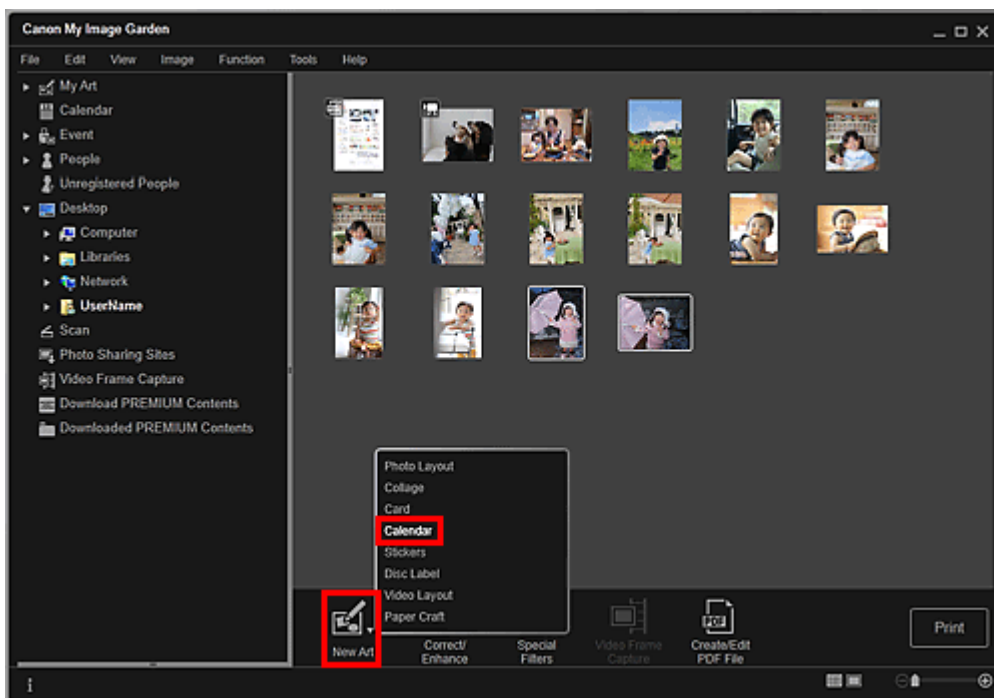 Canon My Image Garden
File Edit View Image Function Tools Help
My Art
Calendar
Event
People
Unregistered People
Desktop
Computer
Libraries
Network
UserName
Scan
Photo Sharing Sites
Video Frame Capture
Download PREMIUM Contents
Downloaded PREMIUM Contents
Photo Layout
Collage
Card
Calendar
Stickers
Disc Label
Video Layout
Paper Craft
New Art
Correct/
Enhance
Special
Filters
Video Frame
Capture
PDF
Create/Edit
PDF File
Print